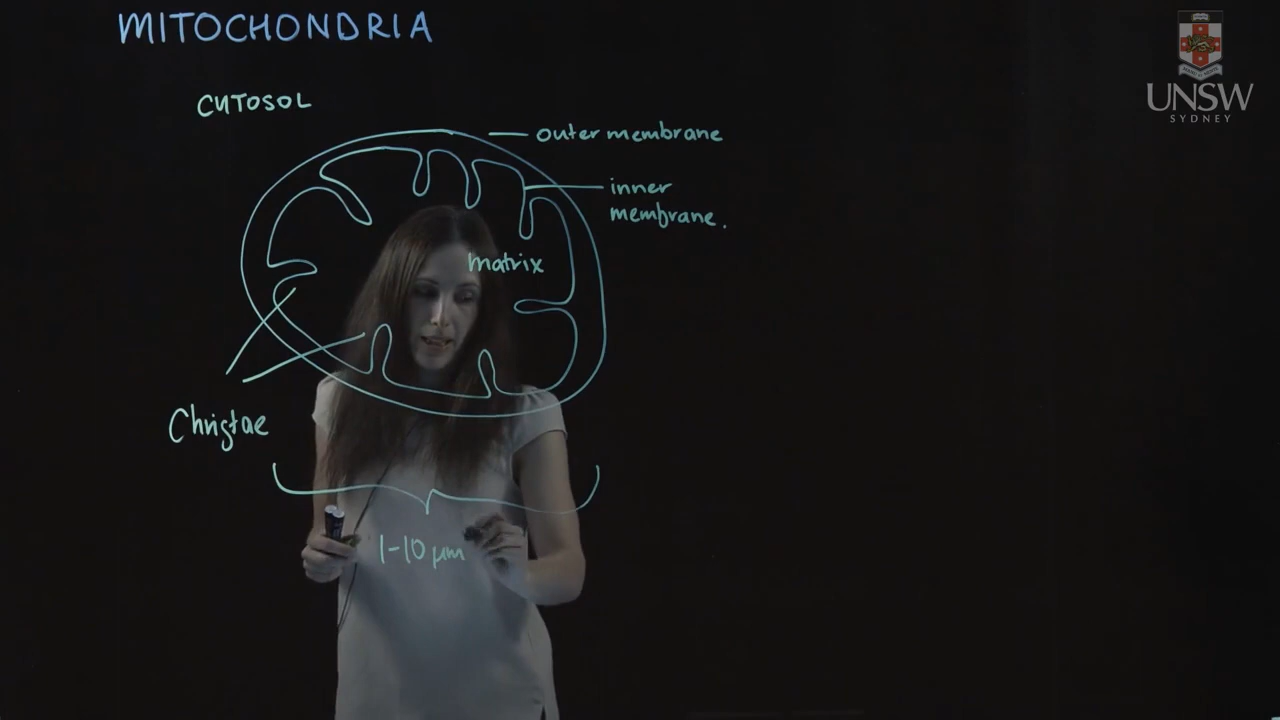 MITOCHONDRIA
UNSW
SYDNEY
CYTOSOL
outer membrane
inner
membrane.
matrix
Christae
1-10 μm